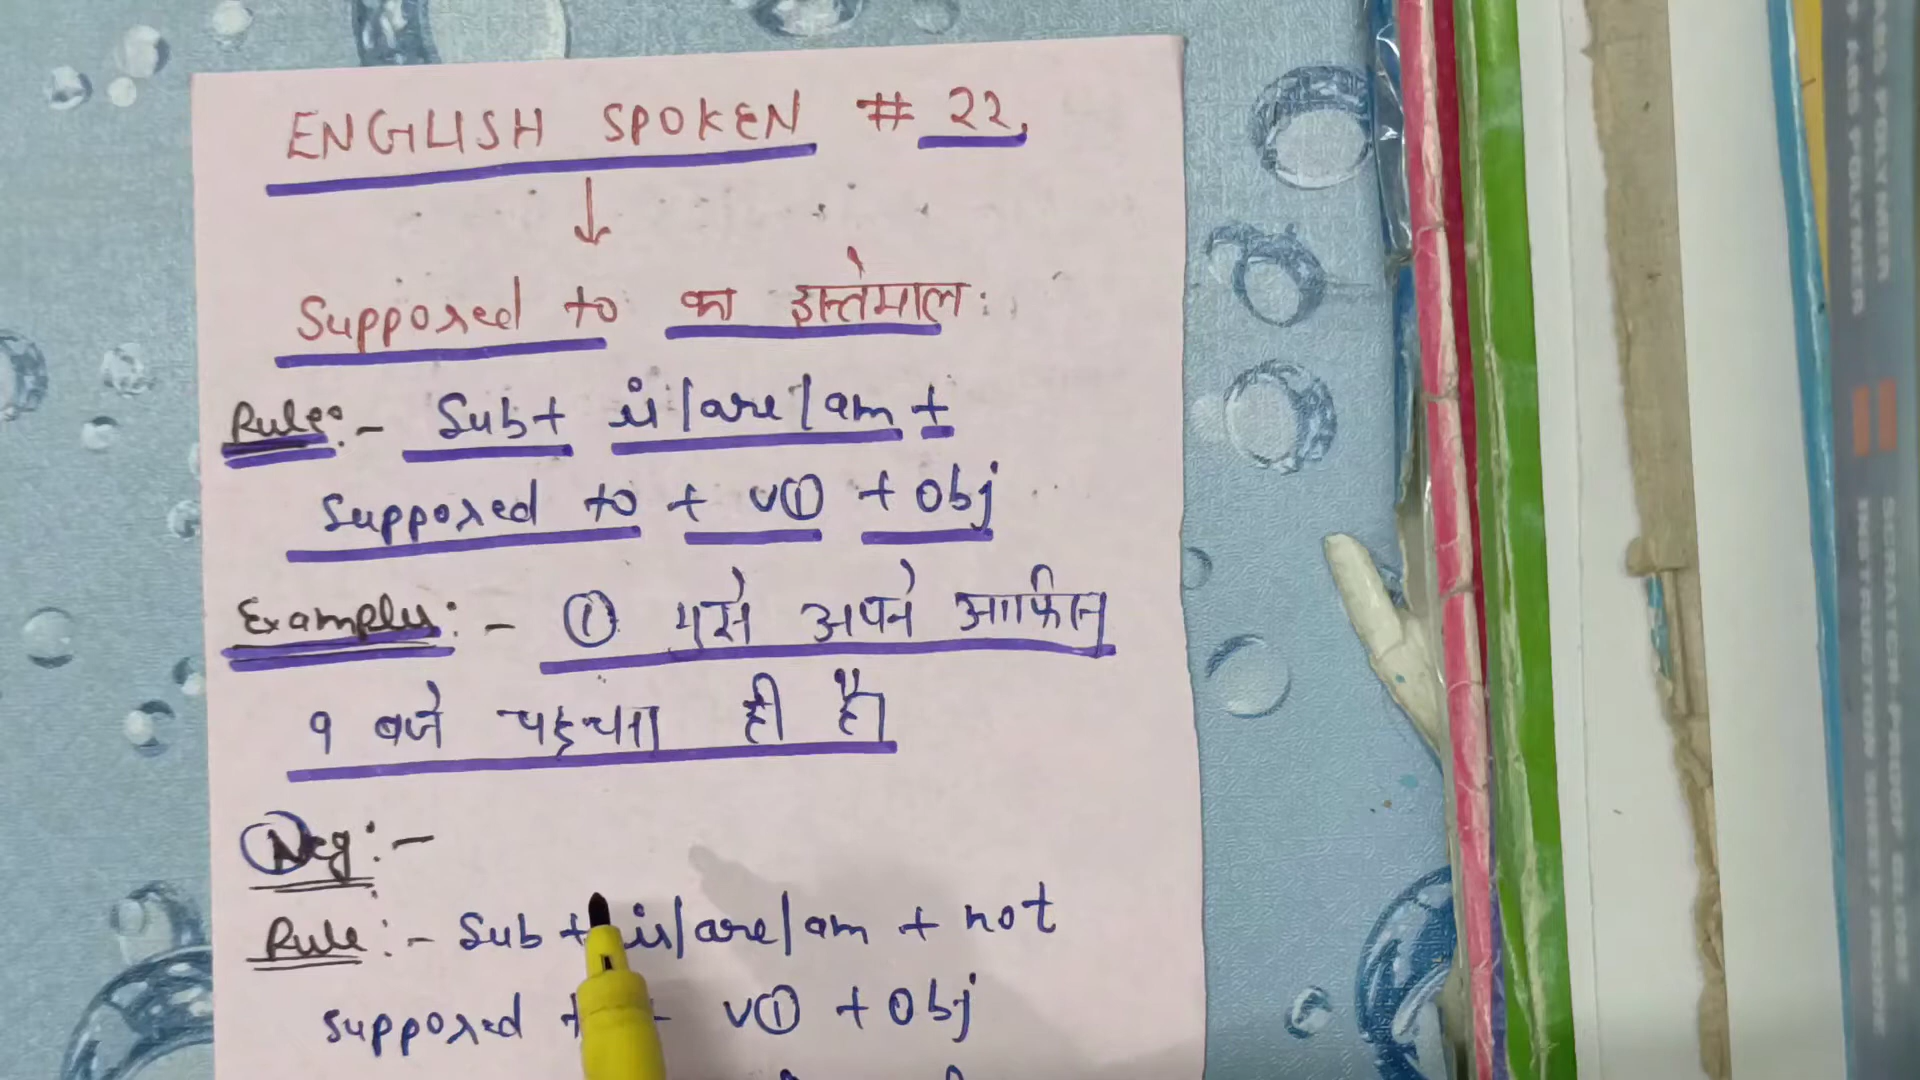 ENGLISH SPOKEN # 22.
↓
Supposed to का इस्तेमाल:
Rule:- Sub + is/are/am +
supposed to + v① + obj
Examples:- ① मुझे अपने आफिस
9 बजे पहुचना ही है।
Neg:-
Rule:- Sub + is/are/am + not
supposed + v① + obj